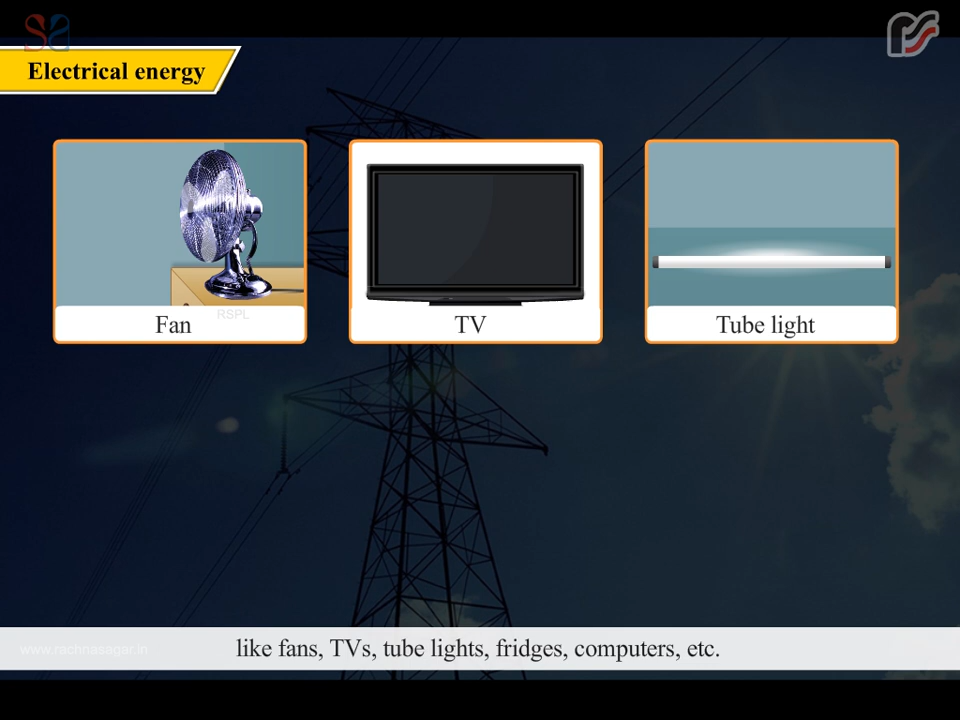 Electrical energy
Fan
TV
Tube light
RSPL
www.rachnasagar.in
like fans, TVs, tube lights, fridges, computers, etc.